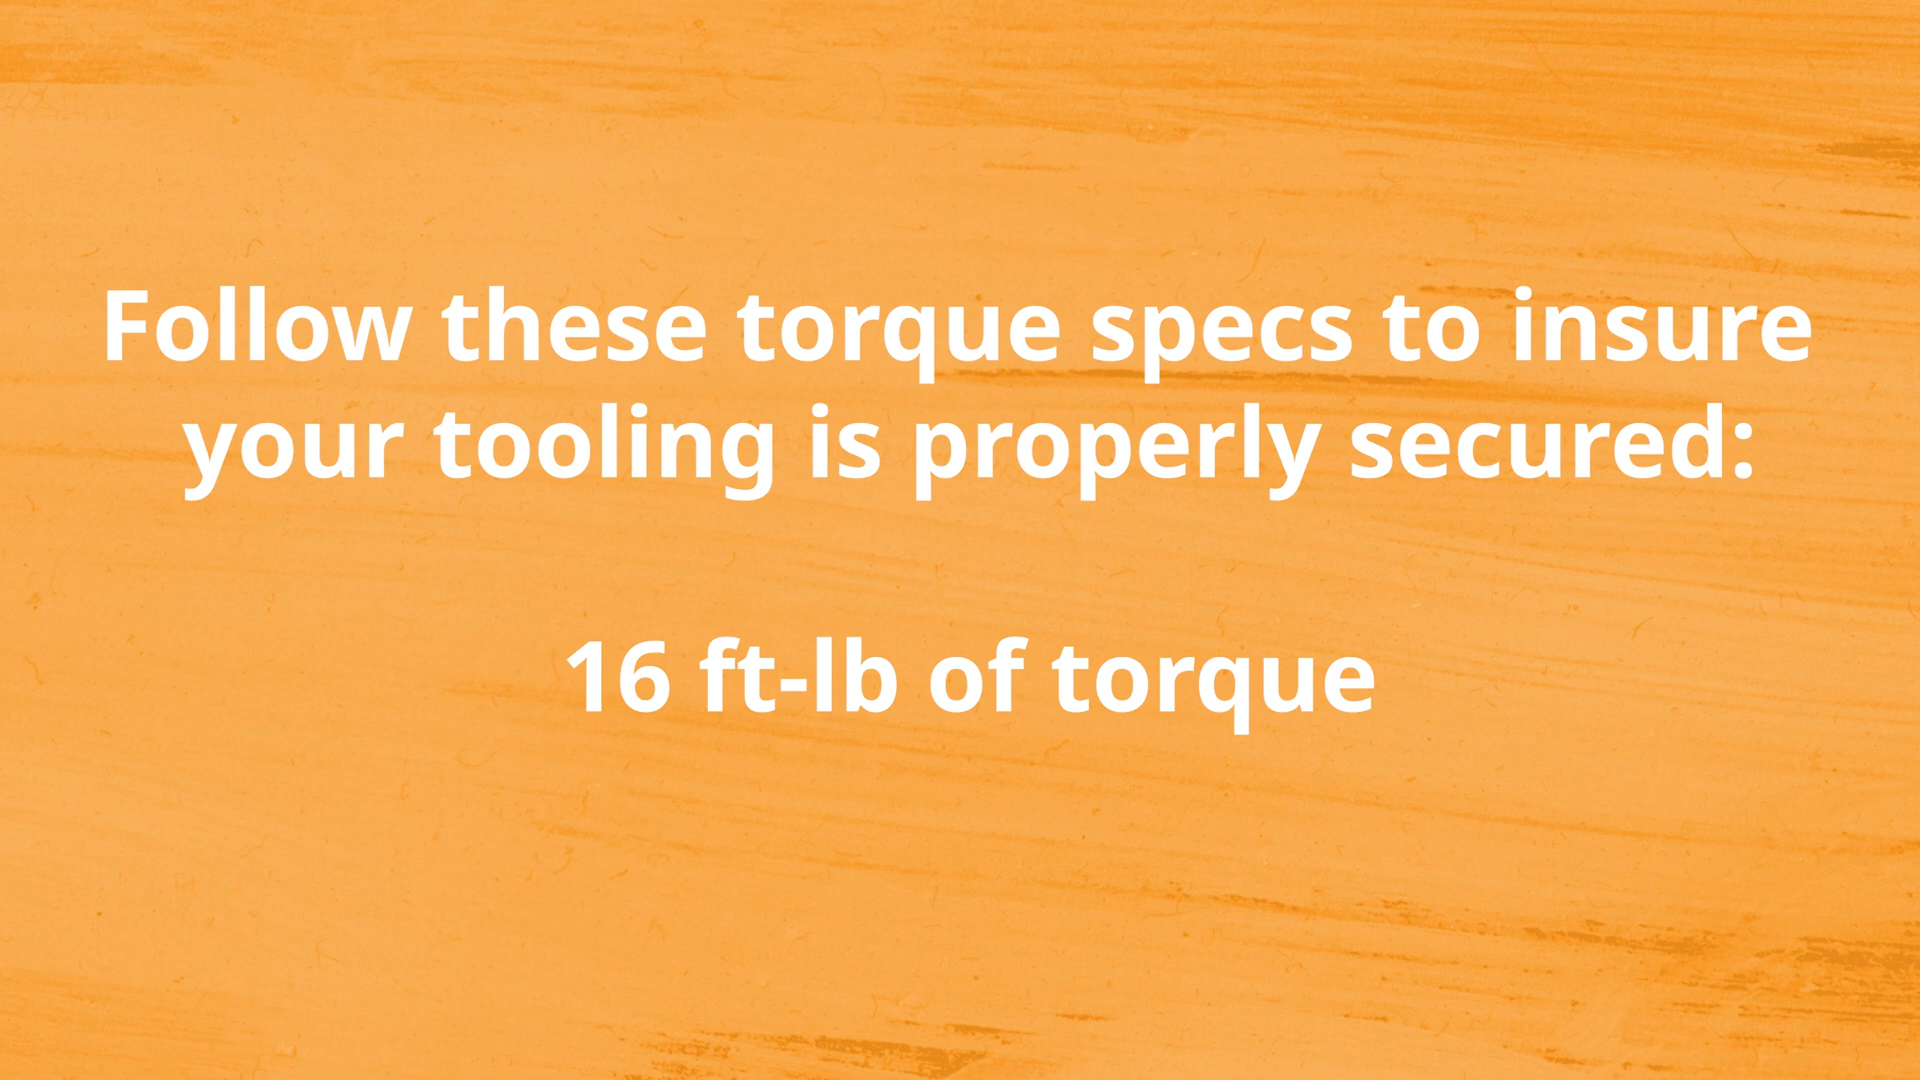 Follow these torque specs to insure
your tooling is properly secured:
16 ft-lb of torque